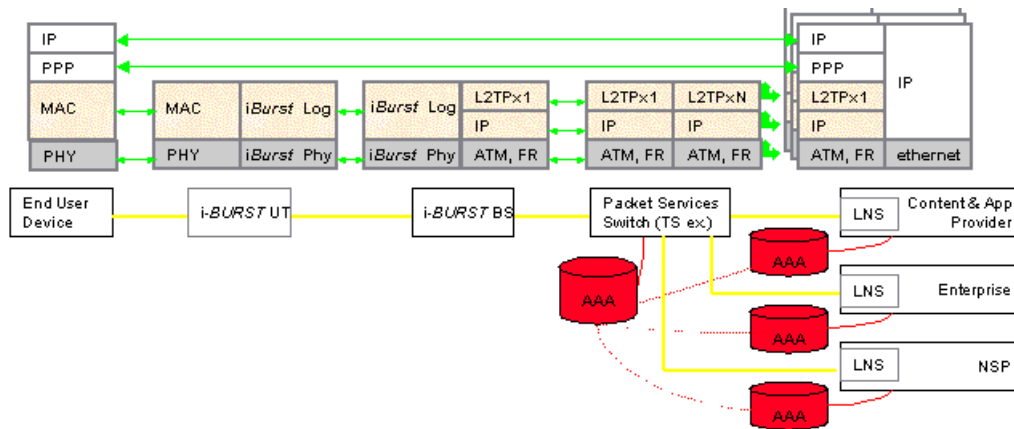 IP
IP
PPP
PPP
IP
MAC
MAC
iBurst Log
iBurst Log
L2TPx1
L2TPx1
L2TPxN
L2TPx1
IP
IP
IP
IP
PHY
PHY
iBurst Phy
iBurst Phy
ATM, FR
ATM, FR
ATM, FR
ATM, FR
ethernet
End User
Device
i-BURST UT
i-BURST BS
Packet Services
Switch (TS ex.)
LNS
Content & App
Provider
AAA
AAA
LNS
Enterprise
AAA
LNS
NSP
AAA